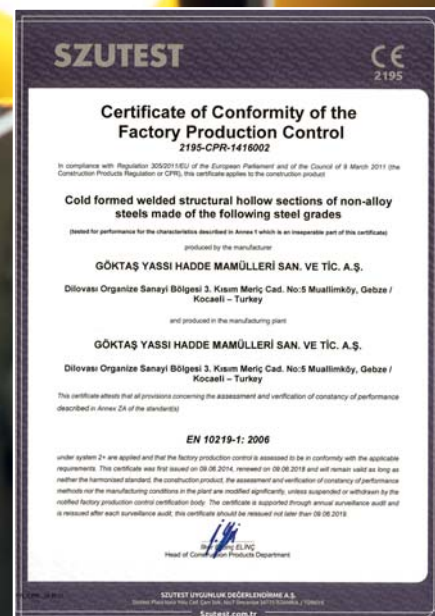 SZUTEST
CE
2195
Certificate of Conformity of the
Factory Production Control
2195-CPR-1416002
In compliance with Regulation 305/2011/EU of the European Parliament and of the Council of 9 March 2011 (the
Construction Products Regulation or CPR), this certificate applies to the construction product
Cold formed welded structural hollow sections of non-alloy
steels made of the following steel grades
(tested for performance for the characteristics described in Annex 1 which is an inseparable part of this certificate)
produced by the manufacturer
GÖKTAŞ YASSI HADDE MAMÜLLERİ SAN. VE TİC. A.Ş.
Dilovası Organize Sanayi Bölgesi 3. Kısım Meriç Cad. No:5 Muallimköy, Gebze /
Kocaeli – Turkey
and produced in the manufacturing plant
GÖKTAŞ YASSI HADDE MAMÜLLERİ SAN. VE TİC. A.Ş.
Dilovası Organize Sanayi Bölgesi 3. Kısım Meriç Cad. No:5 Muallimköy, Gebze /
Kocaeli – Turkey
This certificate attests that all provisions concerning the assessment and verification of constancy of performance
described in Annex ZA of the standard(s)
EN 10219-1: 2006
under system 2+ are applied and that the factory production control is assessed to be in conformity with the applicable
requirements. This certificate was first issued on 09.06.2014, renewed on 09.06.2018 and will remain valid as long as
neither the harmonised standard, the construction product, the assessment and verification of constancy of performance
methods nor the manufacturing conditions in the plant are modified significantly, unless suspended or withdrawn by the
notified factory production control certification body. The certificate is supported through annual surveillance audit and
is reissued after each surveillance audit, this certificate should be reissued not later than 09.06.2019.
ELİNÇ
Head of Construction Products Department
SZUTEST UYGUNLUK DEĞERLENDİRME A.Ş.
Szutest.com.tr